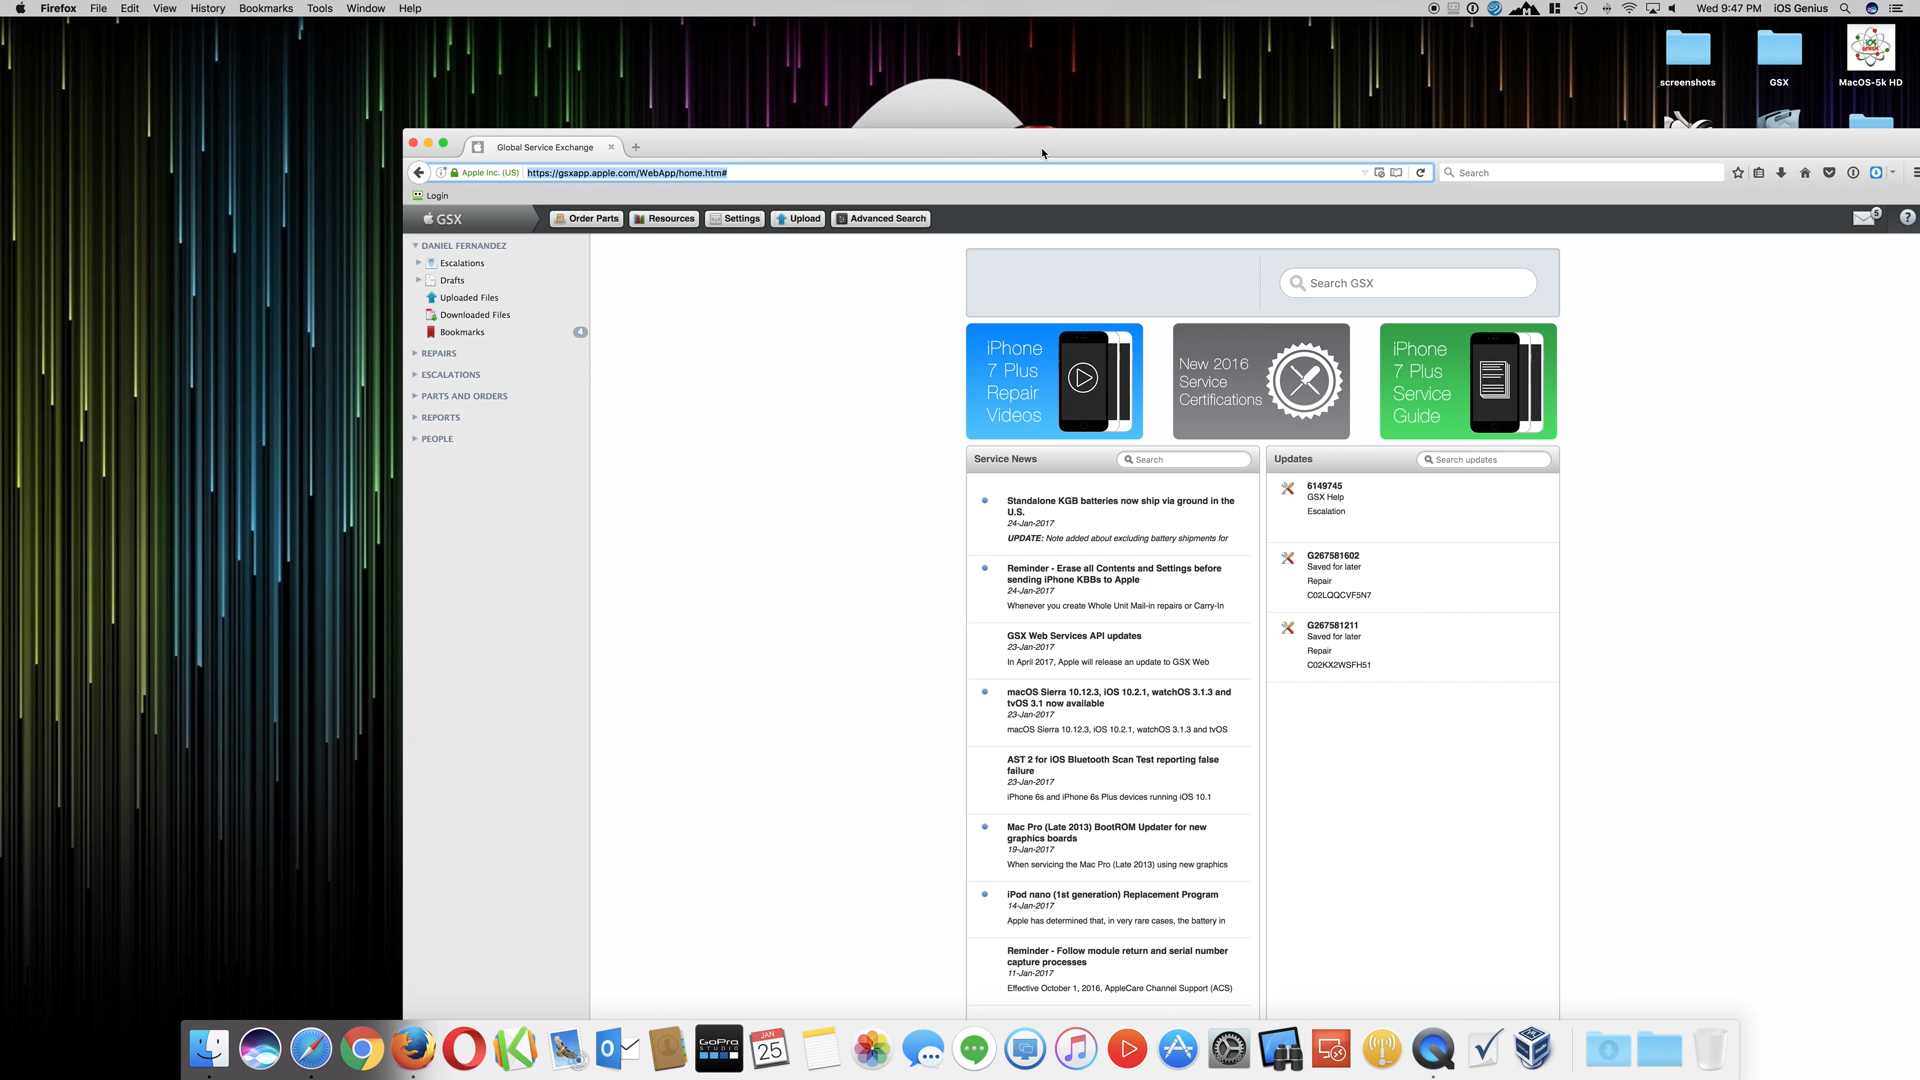 Firefox File Edit View History Bookmarks Tools Window Help
Wed 9:47 PM iOS Genius
screenshots
GSX
MacOS-5k HD
Global Service Exchange
Apple Inc. (US) https://gsxapp.apple.com/WebApp/home.htm#
Search
Login
GSX
Order Parts
Resources
Settings
Upload
Advanced Search
5
?
DANIEL FERNANDEZ
Escalations
Drafts
Uploaded Files
Downloaded Files
Bookmarks 4
REPAIRS
ESCALATIONS
PARTS AND ORDERS
REPORTS
PEOPLE
Search GSX
iPhone
7 Plus
Repair
Videos
New 2016
Service
Certifications
iPhone
7 Plus
Service
Guide
Service News
Search
Standalone KGB batteries now ship via ground in the
U.S.
24-Jan-2017
UPDATE: Note added about excluding battery shipments for
Reminder - Erase all Contents and Settings before
sending iPhone KBBs to Apple
24-Jan-2017
Whenever you create Whole Unit Mail-in repairs or Carry-In
GSX Web Services API updates
23-Jan-2017
In April 2017, Apple will release an update to GSX Web
macOS Sierra 10.12.3, iOS 10.2.1, watchOS 3.1.3 and
tvOS 3.1 now available
23-Jan-2017
macOS Sierra 10.12.3, iOS 10.2.1, watchOS 3.1.3 and tvOS
AST 2 for iOS Bluetooth Scan Test reporting false
failure
23-Jan-2017
iPhone 6s and iPhone 6s Plus devices running iOS 10.1
Mac Pro (Late 2013) BootROM Updater for new
graphics boards
19-Jan-2017
When servicing the Mac Pro (Late 2013) using new graphics
iPod nano (1st generation) Replacement Program
14-Jan-2017
Apple has determined that, in very rare cases, the battery in
Reminder - Follow module return and serial number
capture processes
11-Jan-2017
Effective October 1, 2016, AppleCare Channel Support (ACS)
Updates
Search updates
6149745
GSX Help
Escalation
G267581602
Saved for later
Repair
C02LQQCVF5N7
G267581211
Saved for later
Repair
C02KX2WSFH51
GoPro
STUDIO
JAN
25